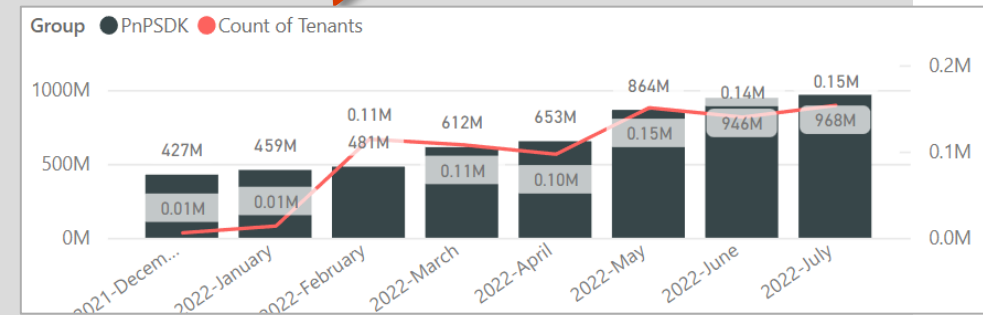 Group PnPSDK Count of Tenants
0.2M
1000M
864M
0.14M
0.15M
0.11M
612M
653M
946M
968M
427M
459M
481M
0.15M
500M
0.1M
0.11M
0.10M
0.01M
0.01M
0M
0.0M
2021-Decem...
2022-January
2022-February
2022-March
2022-April
2022-May
2022-June
2022-July